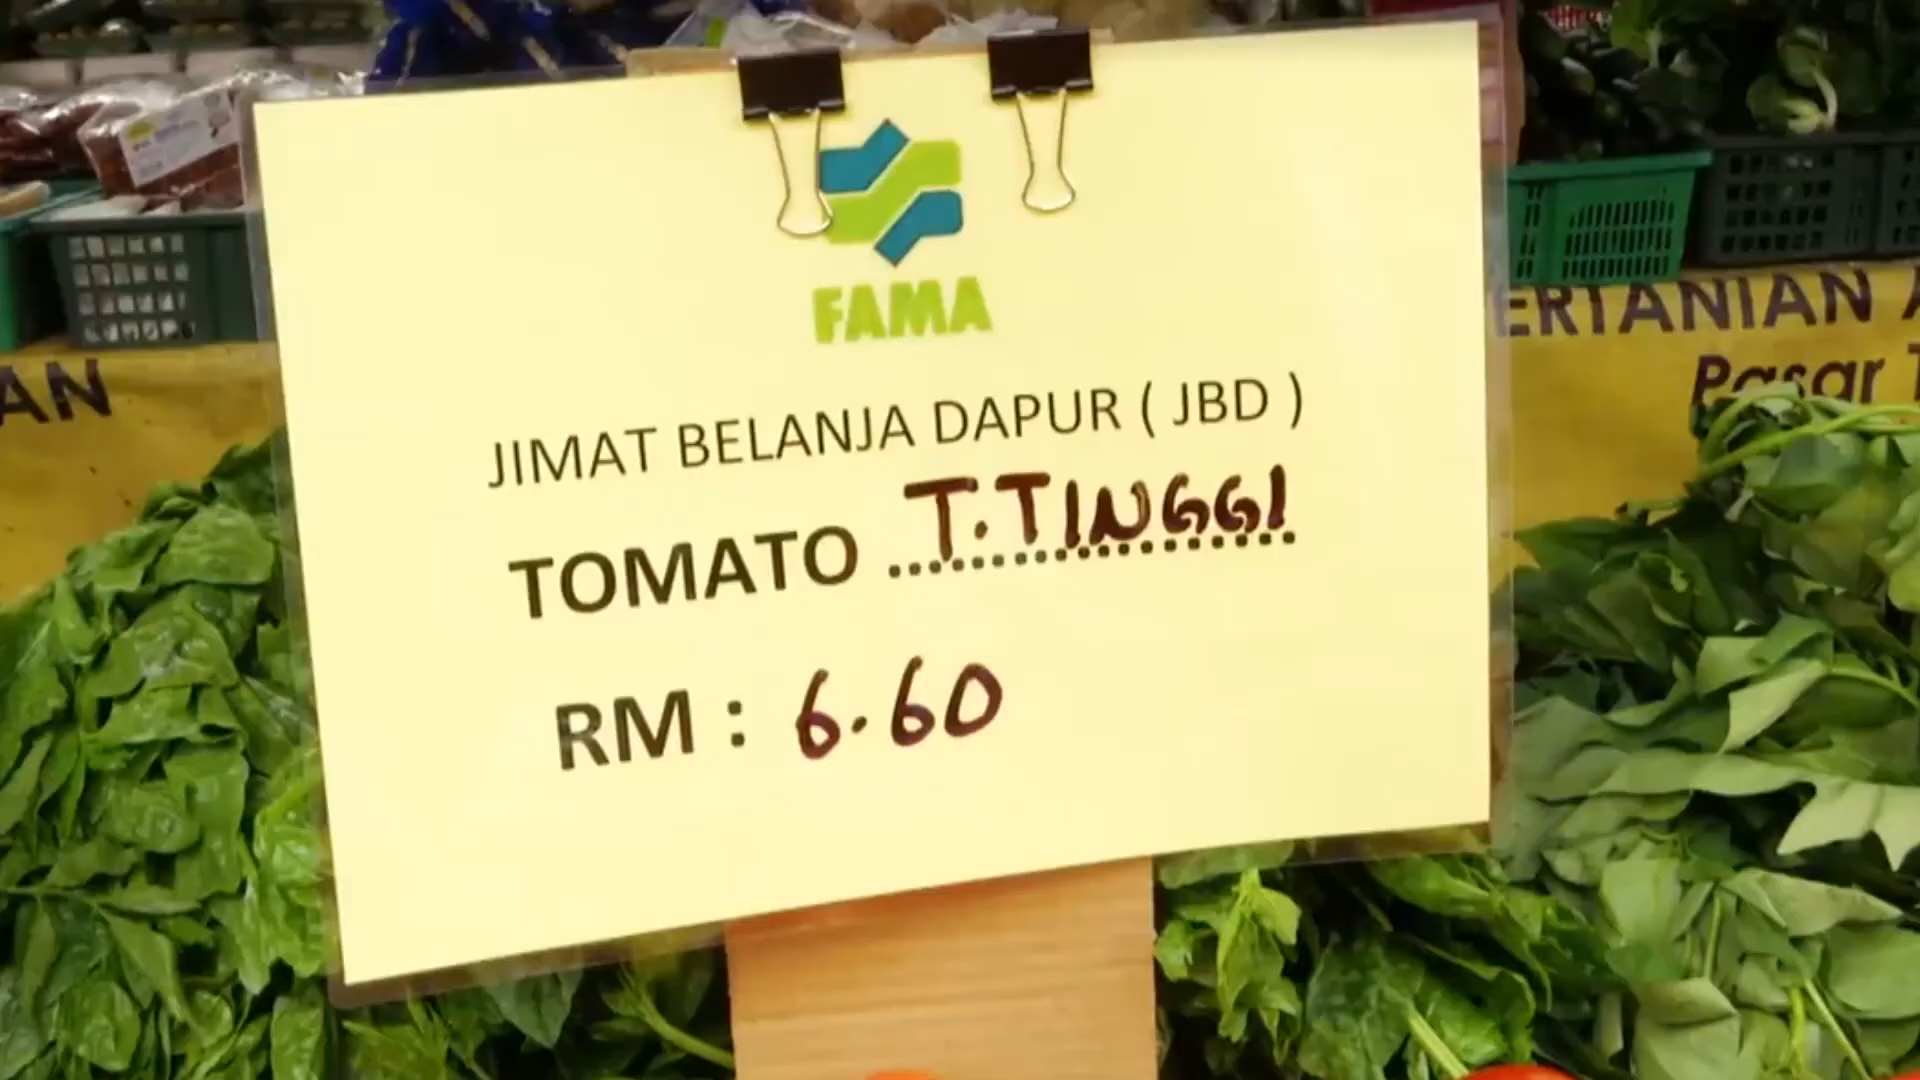 FAMA
JIMAT BELANJA DAPUR ( JBD )
TOMATO T.TINGGI
RM : 6.60
AN
ERTANIAN A
Pasar T